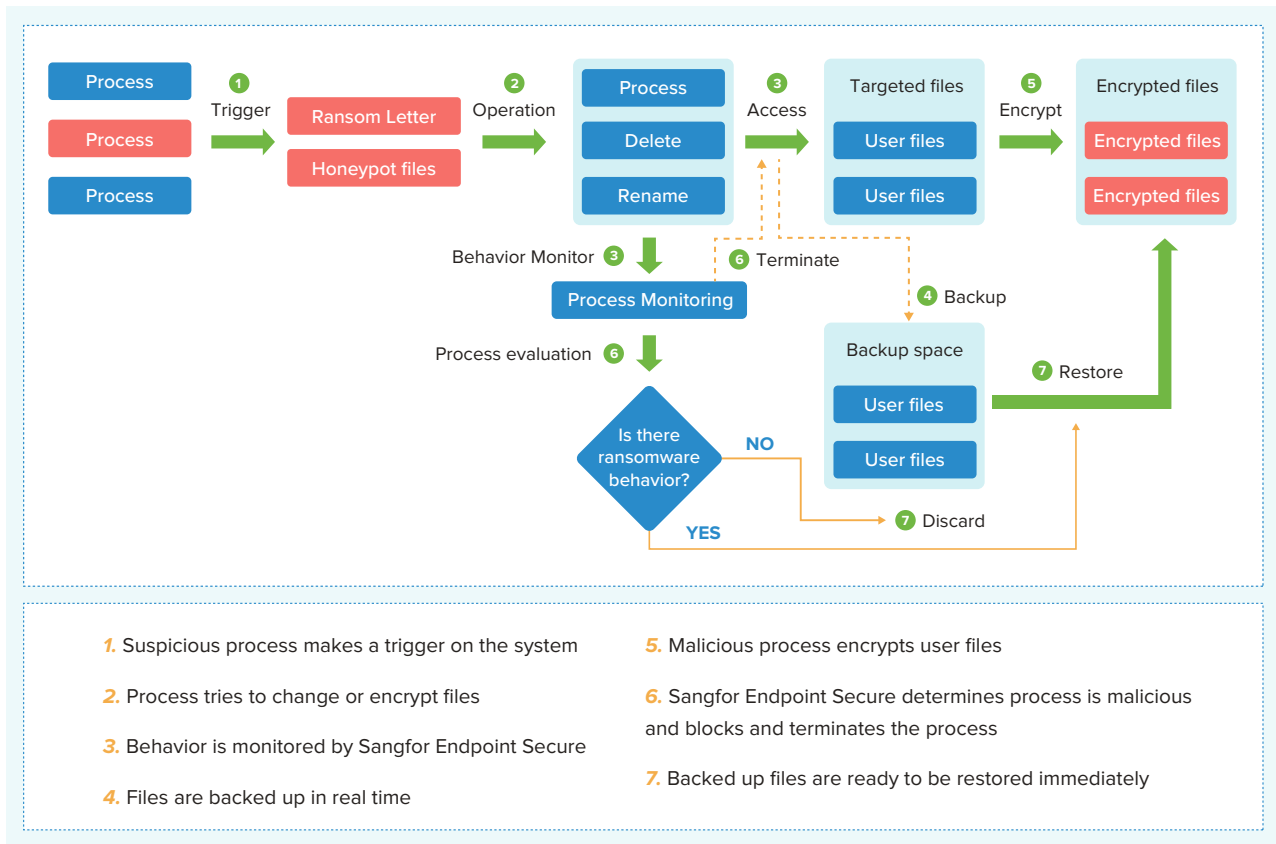 Process
Process
Process
1
Trigger
Ransom Letter
Honeypot files
2
Operation
Process
Delete
Rename
3
Access
Targeted files
User files
User files
5
Encrypt
Encrypted files
Encrypted files
Encrypted files
Behavior Monitor 3
6 Terminate
Process Monitoring
4 Backup
Process evaluation 6
Backup space
User files
User files
7 Restore
Is there
ransomware
behavior?
NO
YES
7 Discard
1. Suspicious process makes a trigger on the system
2. Process tries to change or encrypt files
3. Behavior is monitored by Sangfor Endpoint Secure
4. Files are backed up in real time
5. Malicious process encrypts user files
6. Sangfor Endpoint Secure determines process is malicious
and blocks and terminates the process
7. Backed up files are ready to be restored immediately